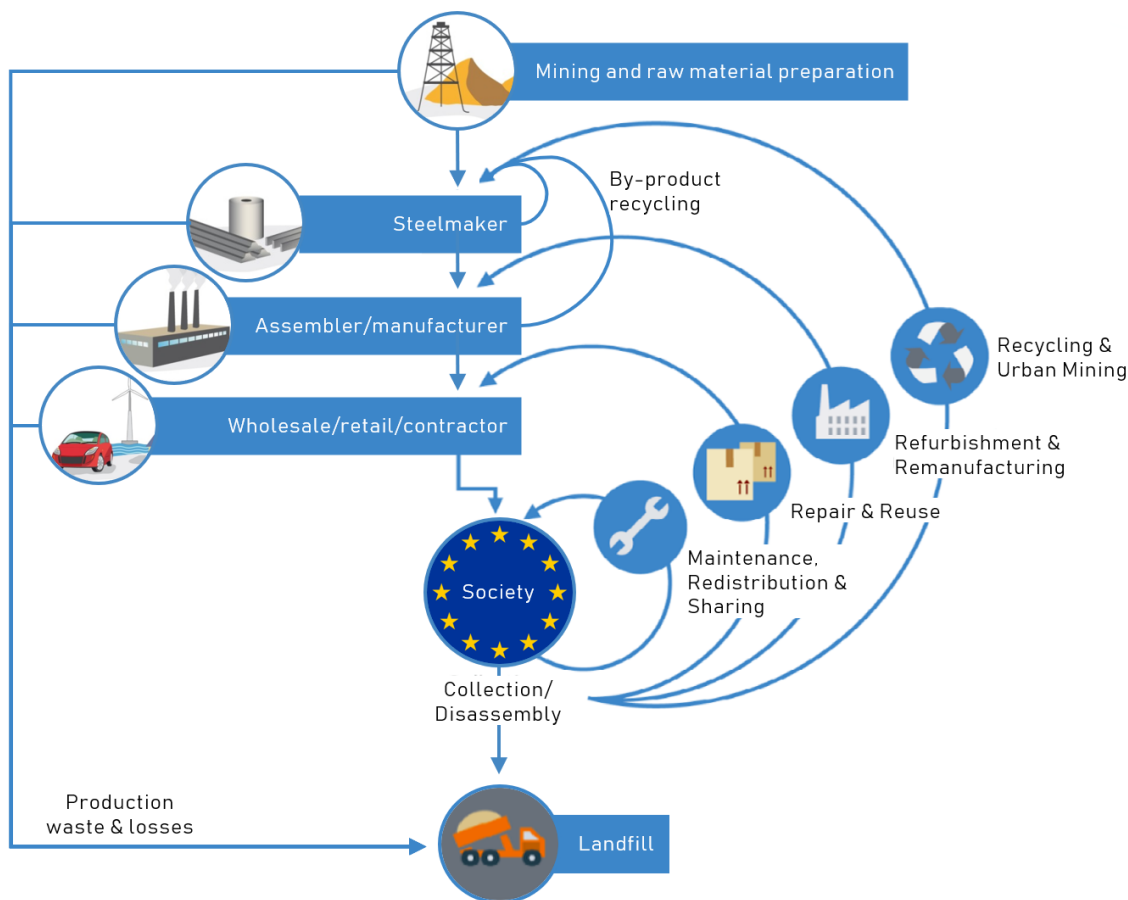 Mining and raw material preparation
By-product
recycling
Steelmaker
Assembler/manufacturer
Recycling &
Urban Mining
Wholesale/retail/contractor
Refurbishment &
Remanufacturing
Repair & Reuse
Maintenance,
Redistribution &
Sharing
Society
Collection/
Disassembly
Production
waste & losses
Landfill